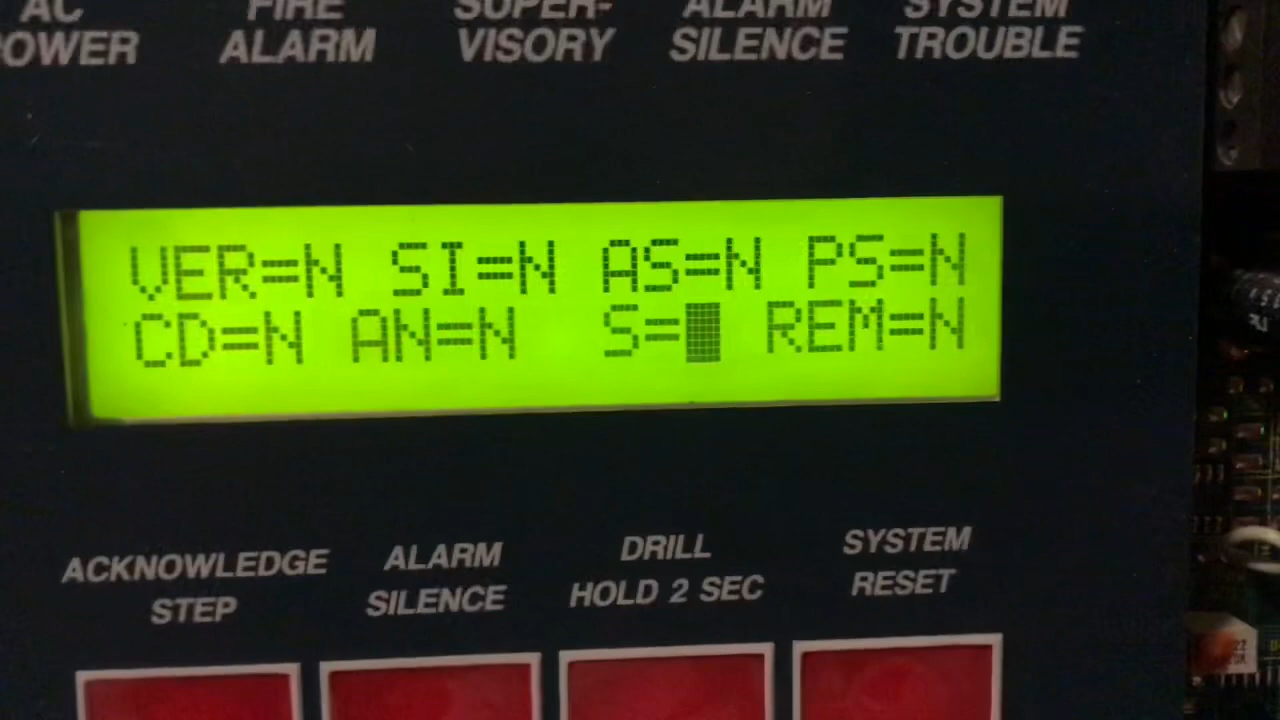 AC FIRE SUPER- ALARM SYSTEM
POWER ALARM VISORY SILENCE TROUBLE
VER=N SI=N AS=N PS=N
CD=N AN=N S= REM=N
ACKNOWLEDGE ALARM DRILL SYSTEM
STEP SILENCE HOLD 2 SEC RESET